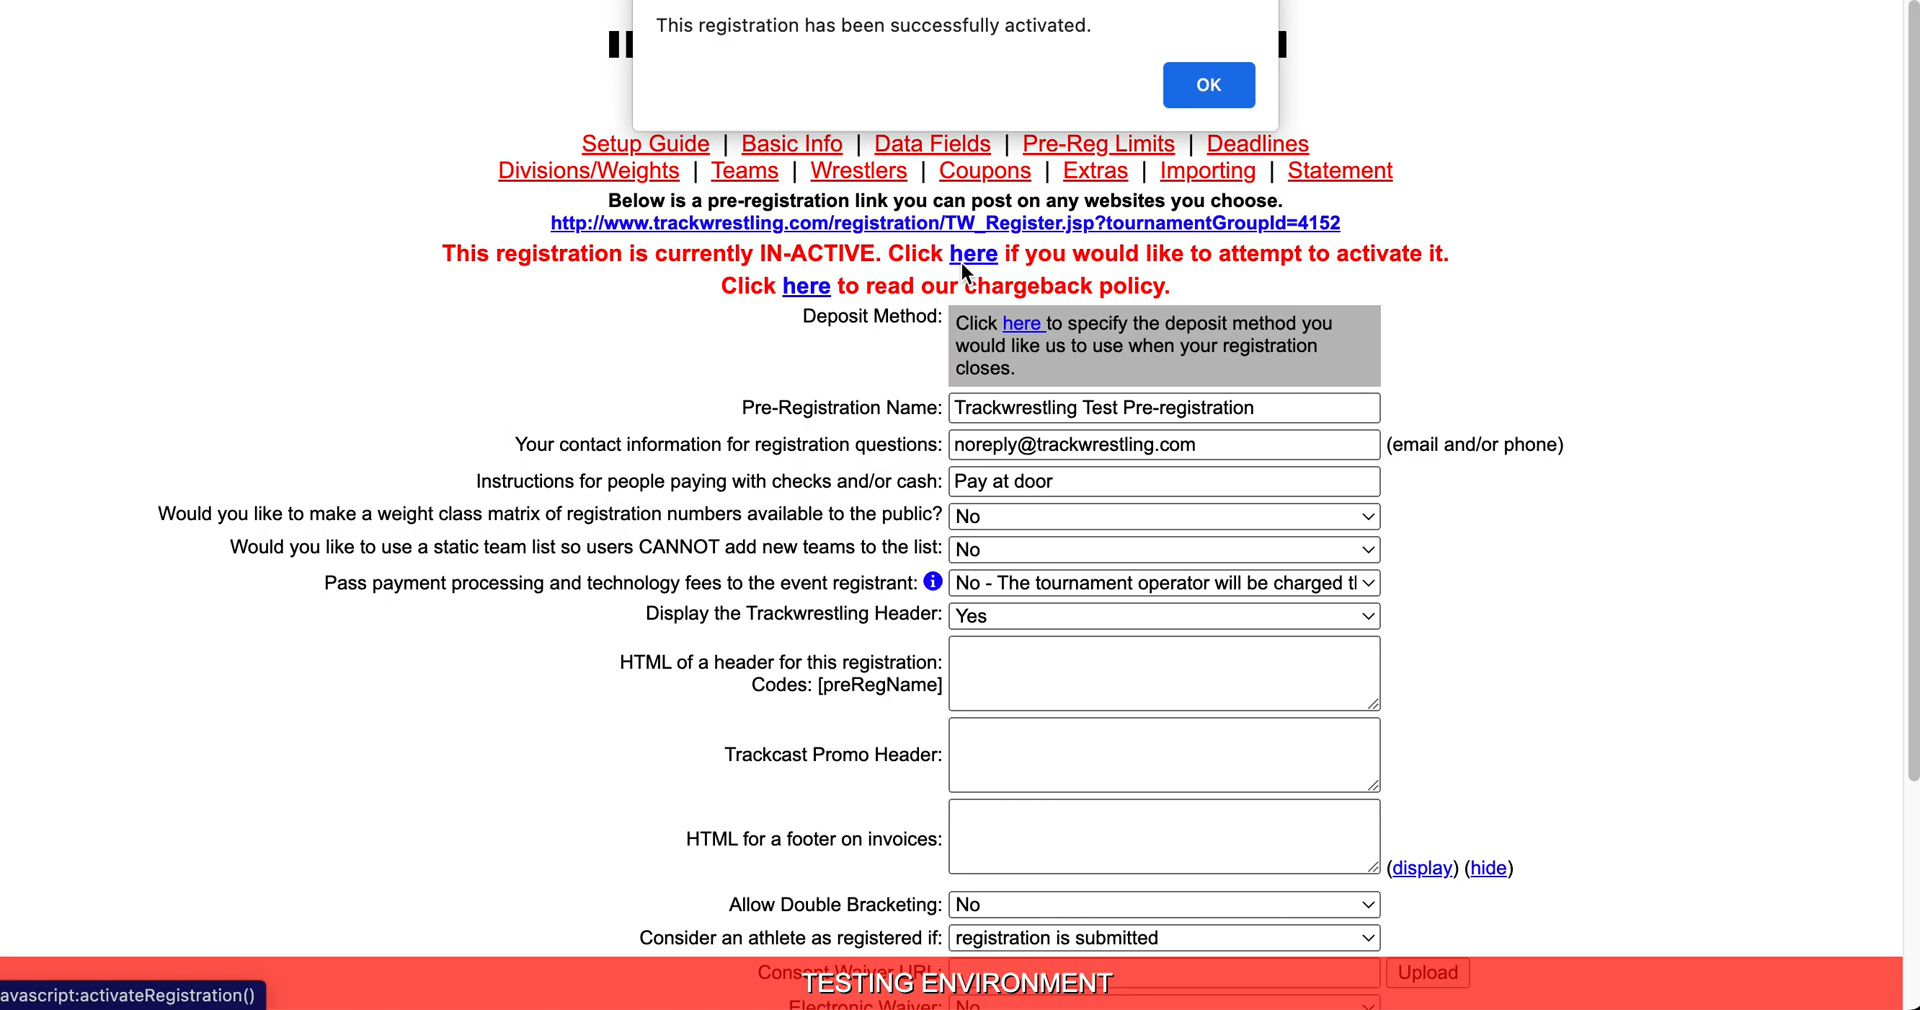 This registration has been successfully activated.
OK
Setup Guide | Basic Info | Data Fields | Pre-Reg Limits | Deadlines
Divisions/Weights | Teams | Wrestlers | Coupons | Extras | Importing | Statement
Below is a pre-registration link you can post on any websites you choose.
http://www.trackwrestling.com/registration/TW_Register.jsp?tournamentGroupId=4152
This registration is currently IN-ACTIVE. Click here if you would like to attempt to activate it.
Click here to read our chargeback policy.
Deposit Method: Click here to specify the deposit method you
would like us to use when your registration
closes.
Pre-Registration Name: Trackwrestling Test Pre-registration
Your contact information for registration questions: noreply@trackwrestling.com (email and/or phone)
Instructions for people paying with checks and/or cash: Pay at door
Would you like to make a weight class matrix of registration numbers available to the public? No
Would you like to use a static team list so users CANNOT add new teams to the list: No
Pass payment processing and technology fees to the event registrant: No - The tournament operator will be charged
Display the Trackwrestling Header: Yes
HTML of a header for this registration:
Codes: [preRegName]
Trackcast Promo Header:
HTML for a footer on invoices:
(display) (hide)
Allow Double Bracketing: No
Consider an athlete as registered if: registration is submitted
Consent Waiver URL: Upload
TESTING ENVIRONMENT
Electronic Waiver: No
avascript:activateRegistration()